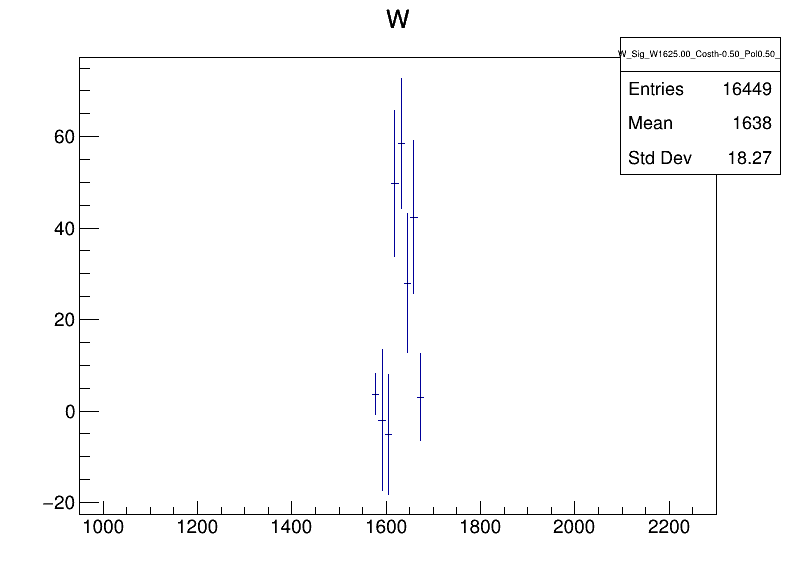 W
W_Sig_W1625.00_Costh-0.50_Pol0.50_
Entries 16449
Mean 1638
Std Dev 18.27
60
40
20
0
−20
1000 1200 1400 1600 1800 2000 2200